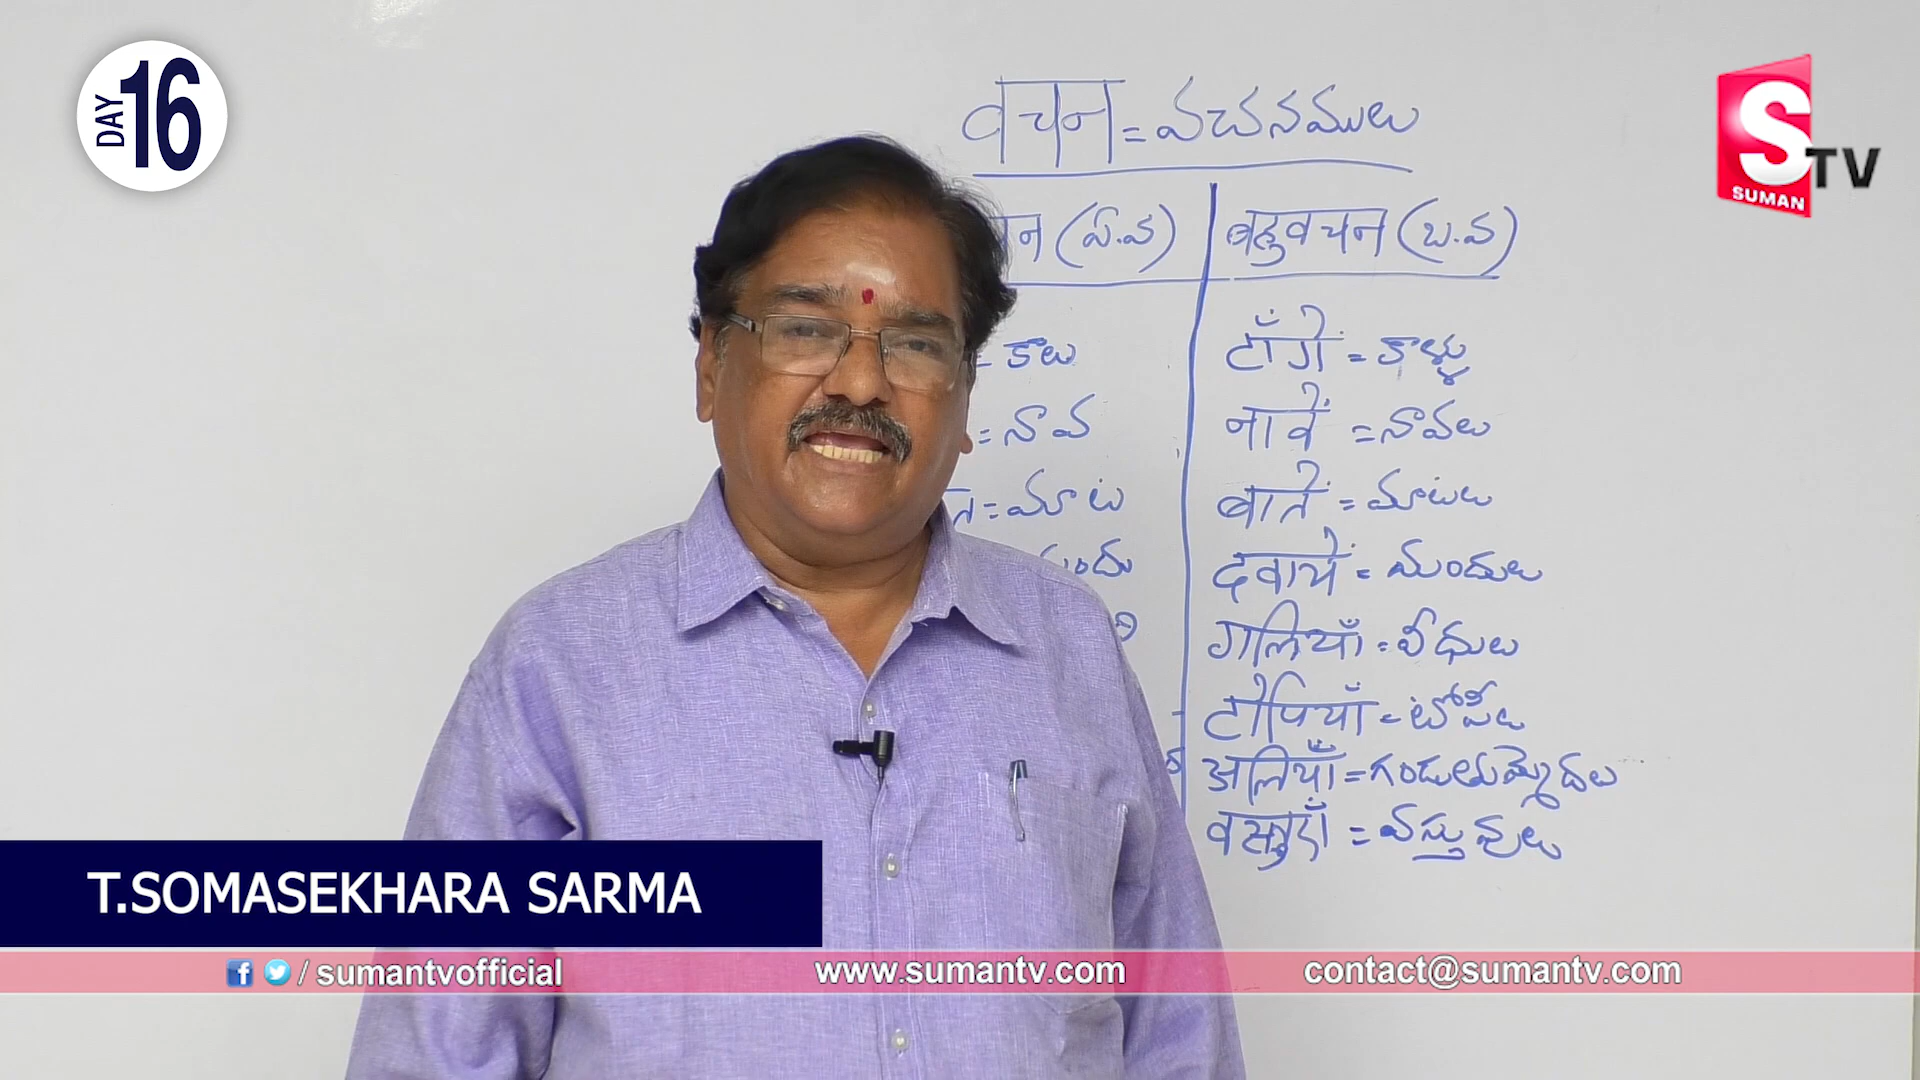 DAY 16
S TV
SUMAN
वचन = వచనములు
न (ఏ.వ) बहुवचन (బ.వ)
= కాలు टाँगें = కాళ్ళు
= నావ नावें = నావలు
त = మాట बातें = మాటలు
ందు दवायें = మందులు
ది गलियाँ = వీధులు
टोपियाँ = టోపీలు
अलियाँ = గండుతుమ్మెదలు
वस्तुएँ = వస్తువులు
T.SOMASEKHARA SARMA
/ sumantvofficial www.sumantv.com contact@sumantv.com